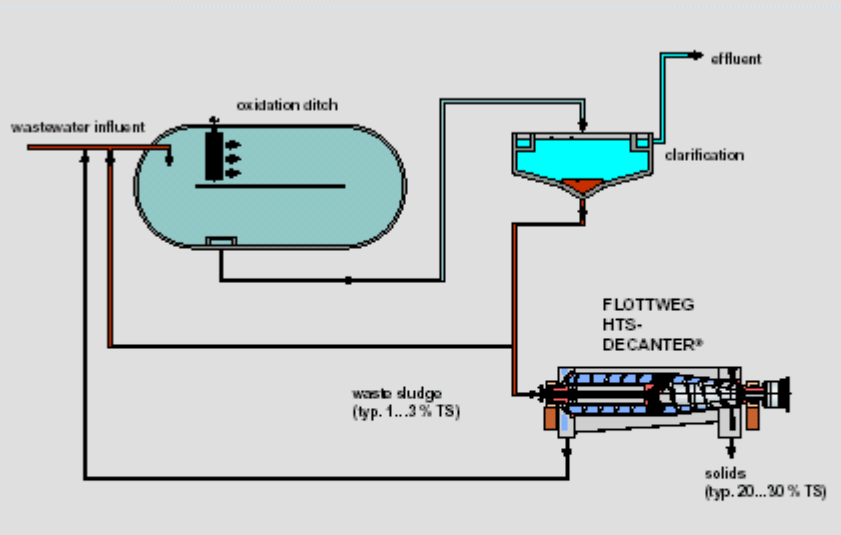 effluent
oxidation ditch
wastewater influent
clarification
FLOTTWEG
HTS-
DECANTER®
waste sludge
(typ. 1...3 % TS)
solids
(typ. 20...30 % TS)